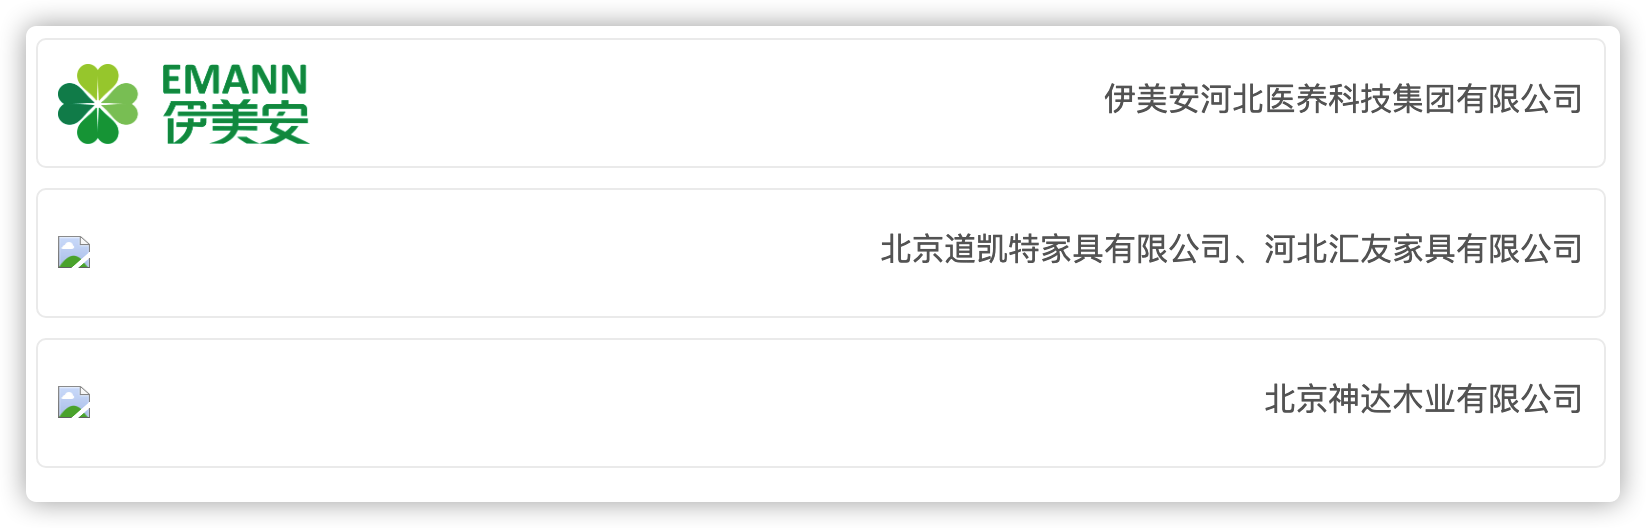 EMANN
伊美安
伊美安河北医养科技集团有限公司
北京道凯特家具有限公司、河北汇友家具有限公司
北京神达木业有限公司